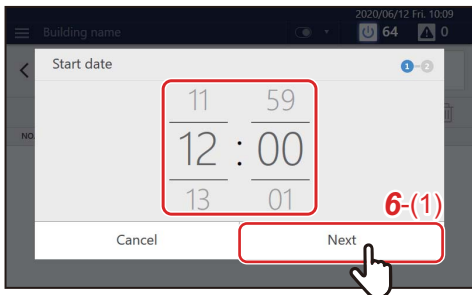 2020/06/12 Fri. 10:09
Building name
64
0
Start date
1
2
NO.
11 59
12 : 00
13 01
6-(1)
Cancel
Next